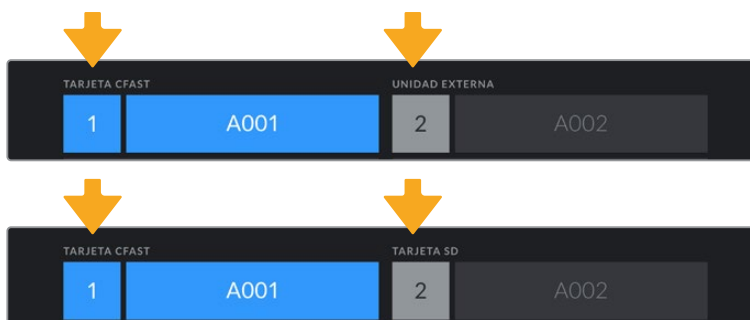 TARJETA CFAST UNIDAD EXTERNA
1 A001 2 A002
TARJETA CFAST TARJETA SD
1 A001 2 A002